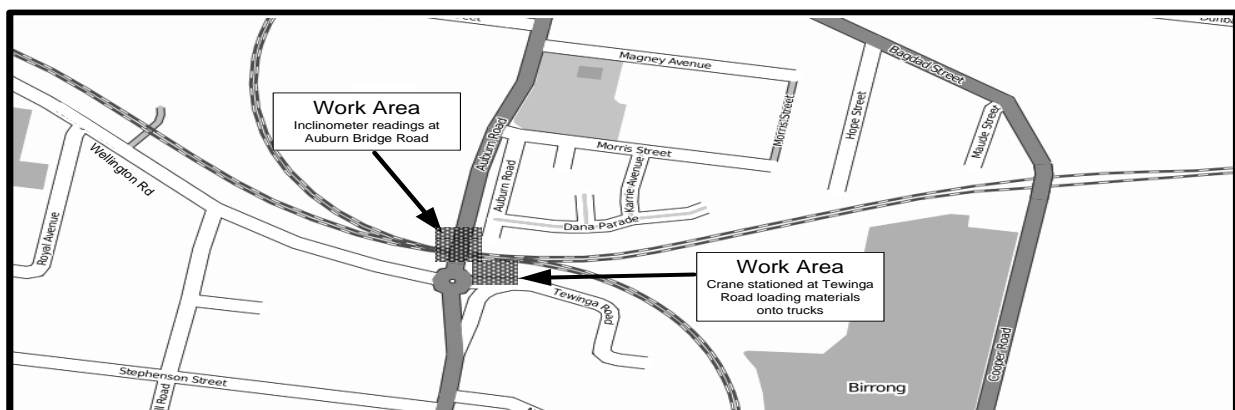 Magney Avenue
Bagdad Street
Work Area
Inclinometer readings at
Auburn Bridge Road
Auburn Road
Morris Street
Hope Street
Maude Street
Wellington Rd
Morris Street
Auburn Road
Karrie Avenue
Royal Avenue
Dana Parade
Work Area
Crane stationed at Tewinga
Road loading materials
onto trucks
Tewinga Road
Cooper Road
Stephenson Street
Birrong
Road